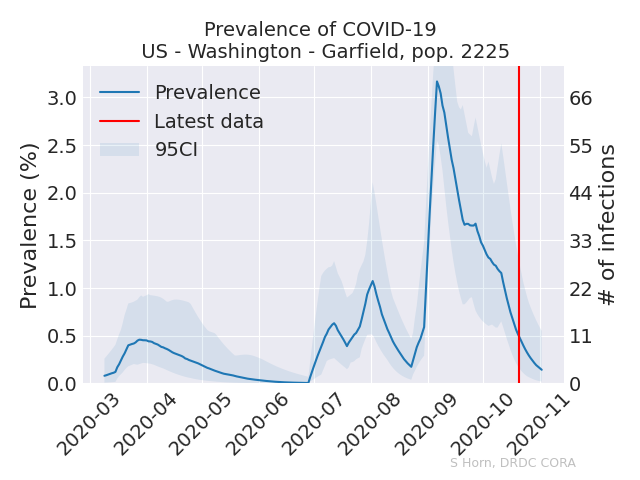 Prevalence of COVID-19
US - Washington - Garfield, pop. 2225
Prevalence
Latest data
95CI
Prevalence (%)
3.0
2.5
2.0
1.5
1.0
0.5
0.0
66
55
44
33
22
11
0
# of infections
2020-03
2020-04
2020-05
2020-06
2020-07
2020-08
2020-09
2020-10
2020-11
S Horn, DRDC CORA